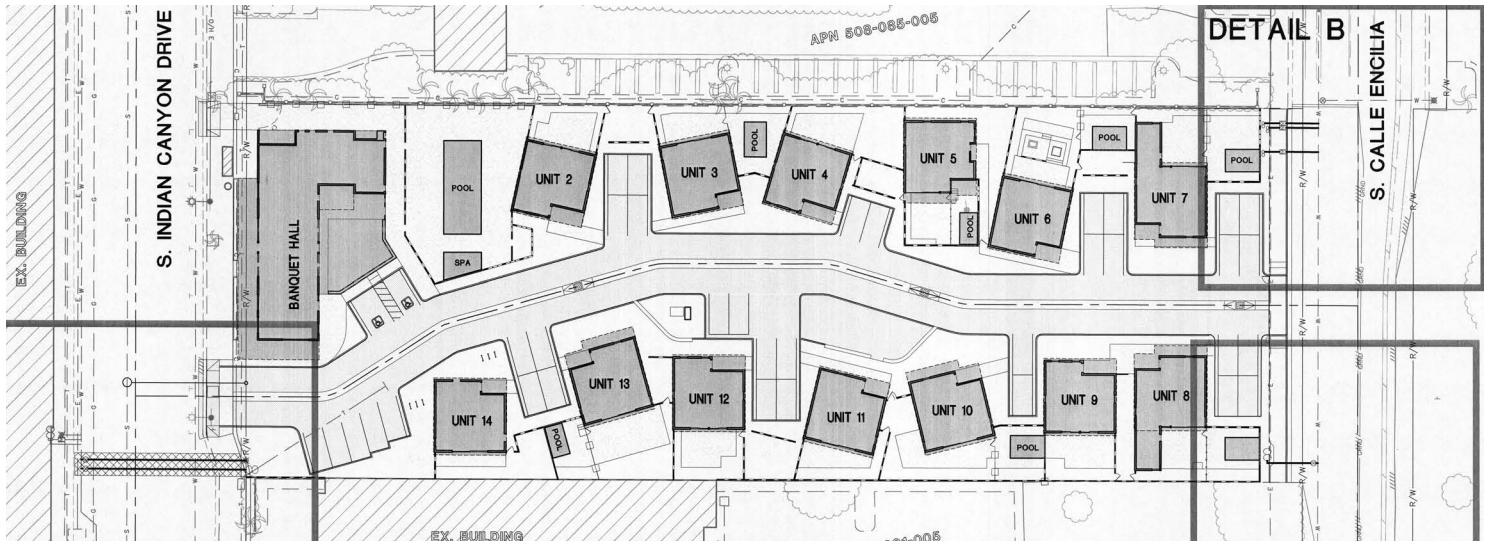 S. INDIAN CANYON DRIVE
3 H/O
APN 508-085-005
DETAIL B
S. CALLE ENCILIA
R/W
R/W
R/W
EX. BUILDING
BANQUET HALL
POOL
SPA
UNIT 2
UNIT 3
POOL
UNIT 4
UNIT 5
POOL
UNIT 6
POOL
UNIT 7
POOL
R/W
R/W
R/W
UNIT 14
POOL
UNIT 13
UNIT 12
UNIT 11
UNIT 10
POOL
UNIT 9
UNIT 8
R/W
R/W
R/W
R/W
EX. BUILDING